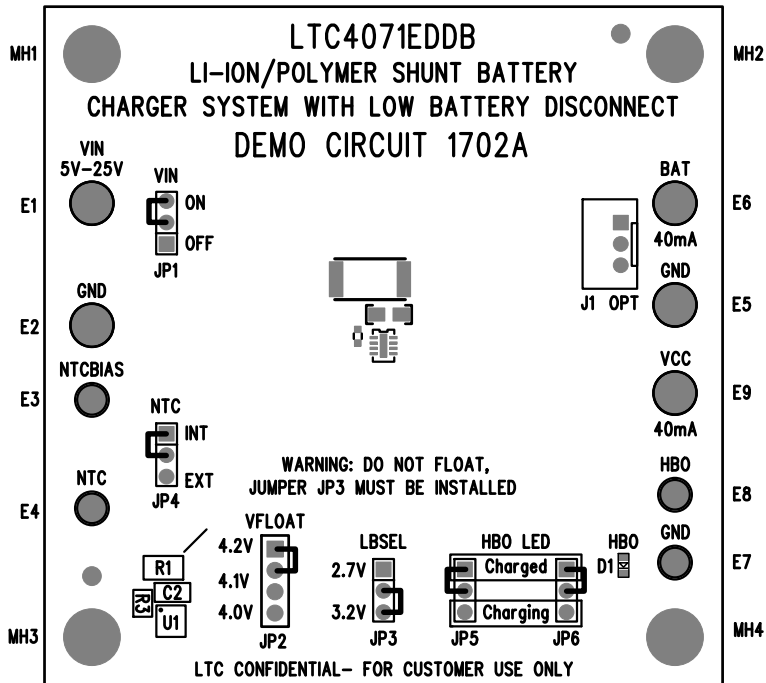 LTC4071EDDB
LI-ION/POLYMER SHUNT BATTERY
CHARGER SYSTEM WITH LOW BATTERY DISCONNECT
DEMO CIRCUIT 1702A
MH1
MH2
VIN
5V-25V
E1
VIN
ON
OFF
JP1
BAT
E6
40mA
J1 OPT
GND
E5
GND
E2
NTCBIAS
E3
NTC
INT
EXT
JP4
VCC
E9
40mA
NTC
E4
WARNING: DO NOT FLOAT,
JUMPER JP3 MUST BE INSTALLED
HBO
E8
VFLOAT
4.2V
4.1V
4.0V
JP2
LBSEL
2.7V
3.2V
JP3
HBO LED
Charged
Charging
JP5
JP6
HBO
D1
GND
E7
R1
C2
R3
U1
MH3
MH4
LTC CONFIDENTIAL- FOR CUSTOMER USE ONLY